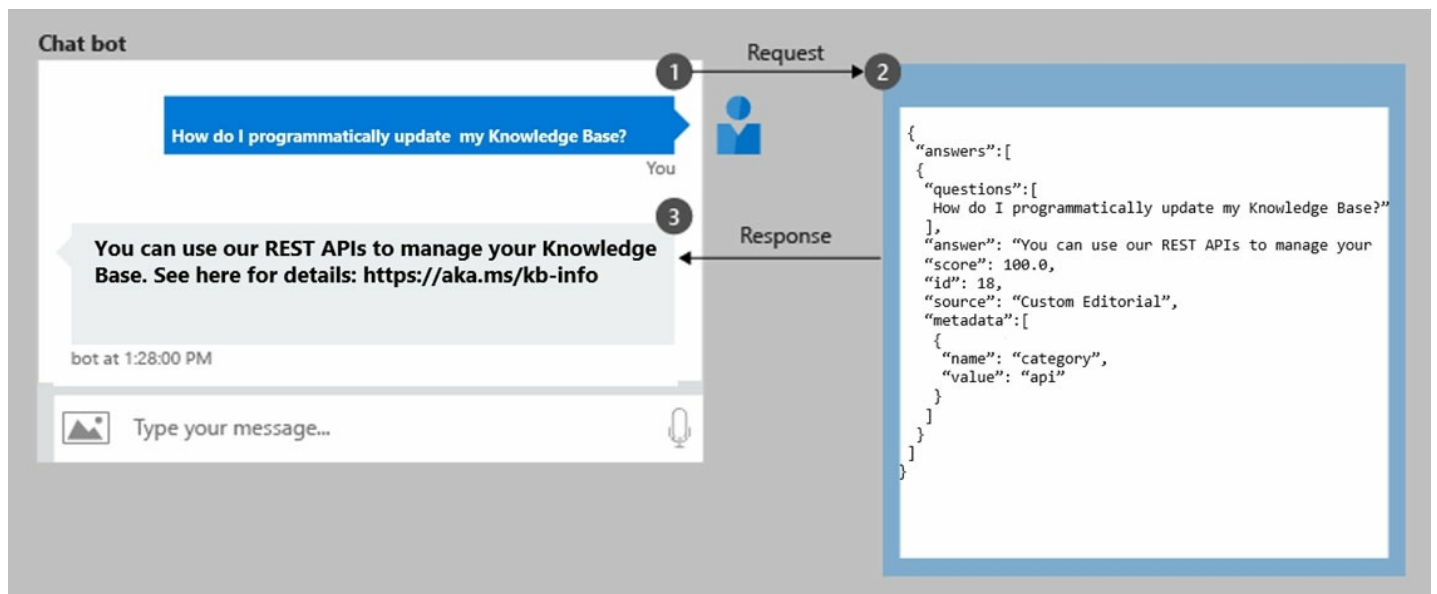 Chat bot
1
Request
2
How do I programmatically update my Knowledge Base?
You
3
Response
You can use our REST APIs to manage your Knowledge
Base. See here for details: https://aka.ms/kb-info
bot at 1:28:00 PM
Type your message...
{
“answers”:[
{
“questions”:[
How do I programmatically update my Knowledge Base?”
],
“answer”: “You can use our REST APIs to manage your
“score”: 100.0,
“id”: 18,
“source”: “Custom Editorial”,
“metadata”:[
{
“name”: “category”,
“value”: “api”
}
]
}
]
}